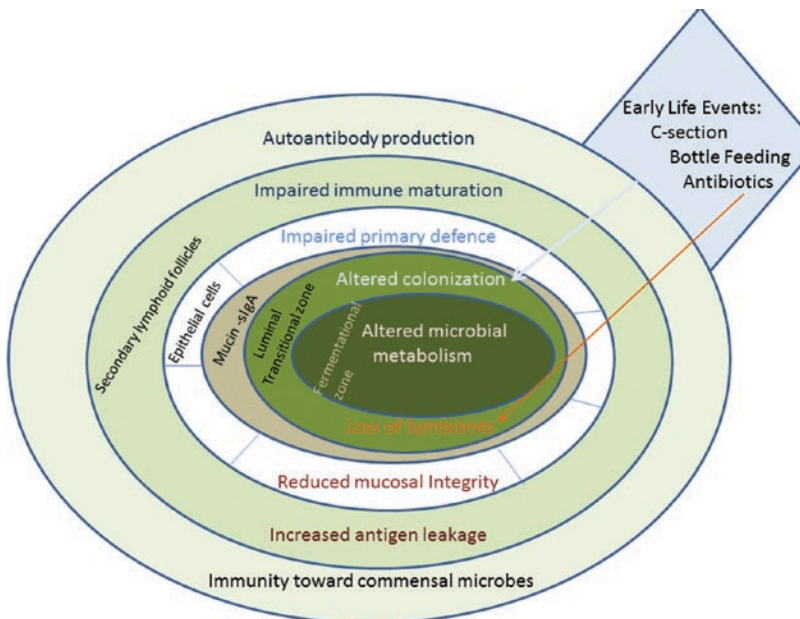 Early Life Events:
C-section
Bottle Feeding
Antibiotics
Autoantibody production
Impaired immune maturation
Impaired primary defence
Altered colonization
Altered microbial
metabolism
Fermentational
zone
Luminal
Transitional zone
Mucin -sIgA
Epithelial cells
Secondary lymphoid follicles
Loss of
Reduced mucosal Integrity
Increased antigen leakage
Immunity toward commensal microbes